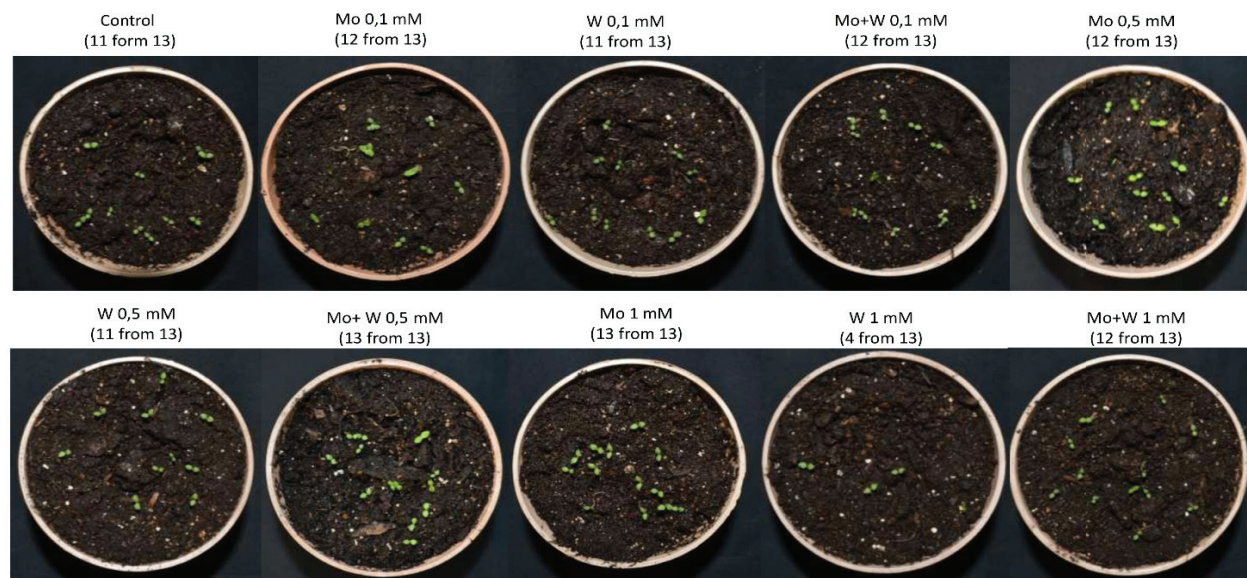 Control
(11 form 13)
Mo 0,1 mM
(12 from 13)
W 0,1 mM
(11 from 13)
Mo+W 0,1 mM
(12 from 13)
Mo 0,5 mM
(12 from 13)
W 0,5 mM
(11 from 13)
Mo+ W 0,5 mM
(13 from 13)
Mo 1 mM
(13 from 13)
W 1 mM
(4 from 13)
Mo+W 1 mM
(12 from 13)